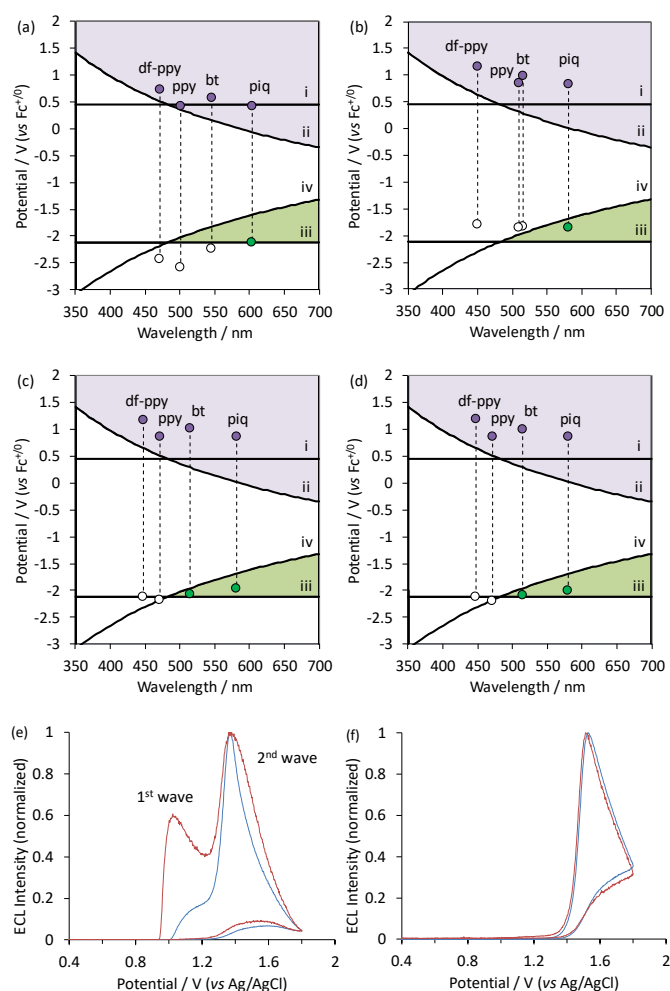 (a)
2
1.5
1
0.5
0
-0.5
-1
-1.5
-2
-2.5
-3
Potential / V (vs Fc+/0)
df-ppy
ppy
bt
piq
i
ii
iv
iii
350 400 450 500 550 600 650 700
Wavelength / nm
(b)
2
1.5
1
0.5
0
-0.5
-1
-1.5
-2
-2.5
-3
Potential / V (vs Fc+/0)
df-ppy
ppy
bt
piq
i
ii
iv
iii
350 400 450 500 550 600 650 700
Wavelength / nm
(c)
2
1.5
1
0.5
0
-0.5
-1
-1.5
-2
-2.5
-3
Potential / V (vs Fc+/0)
df-ppy
ppy
bt
piq
i
ii
iv
iii
350 400 450 500 550 600 650 700
Wavelength / nm
(d)
2
1.5
1
0.5
0
-0.5
-1
-1.5
-2
-2.5
-3
Potential / V (vs Fc+/0)
df-ppy
ppy
bt
piq
i
ii
iv
iii
350 400 450 500 550 600 650 700
Wavelength / nm
(e)
1
0.8
0.6
0.4
0.2
0
ECL Intensity (normalized)
1st wave
2nd wave
0.4 0.8 1.2 1.6 2
Potential / V (vs Ag/AgCl)
(f)
1
0.8
0.6
0.4
0.2
0
ECL Intensity (normalized)
0.4 0.8 1.2 1.6 2
Potential / V (vs Ag/AgCl)